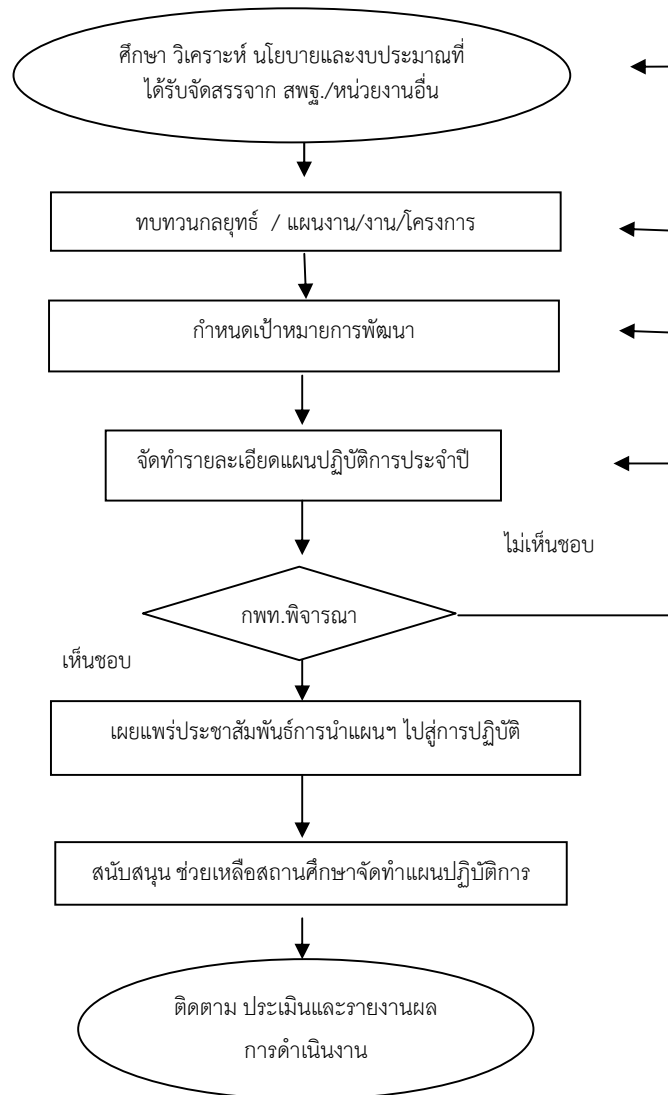 ศึกษา วิเคราะห์ นโยบายและงบประมาณที่
ได้รับจัดสรรจาก สพฐ./หน่วยงานอื่น
ทบทวนกลยุทธ์ / แผนงาน/งาน/โครงการ
กำหนดเป้าหมายการพัฒนา
จัดทำรายละเอียดแผนปฏิบัติการประจำปี
ไม่เห็นชอบ
กพท.พิจารณา
เห็นชอบ
เผยแพร่ประชาสัมพันธ์การนำแผนฯ ไปสู่การปฏิบัติ
สนับสนุน ช่วยเหลือสถานศึกษาจัดทำแผนปฏิบัติการ
ติดตาม ประเมินและรายงานผล
การดำเนินงาน